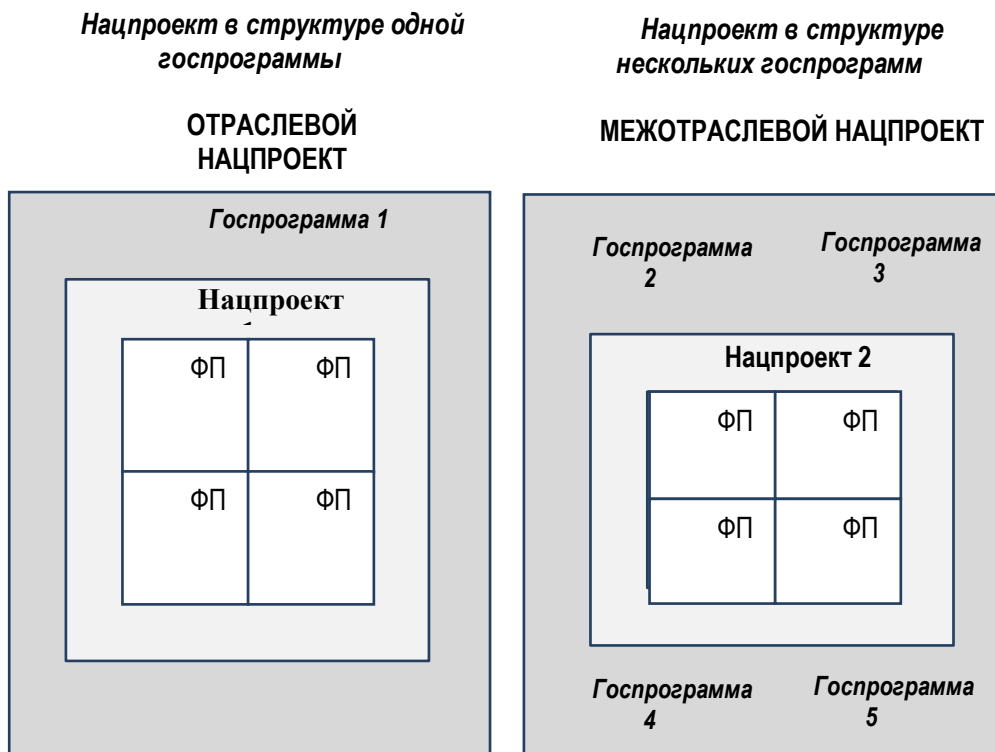 Нацпроект в структуре одной
госпрограммы
ОТРАСЛЕВОЙ
НАЦПРОЕКТ
Госпрограмма 1
Нацпроект
ФП ФП
ФП ФП
Нацпроект в структуре
нескольких госпрограмм
МЕЖОТРАСЛЕВОЙ НАЦПРОЕКТ
Госпрограмма
2
Госпрограмма
3
Нацпроект 2
ФП ФП
ФП ФП
Госпрограмма
4
Госпрограмма
5